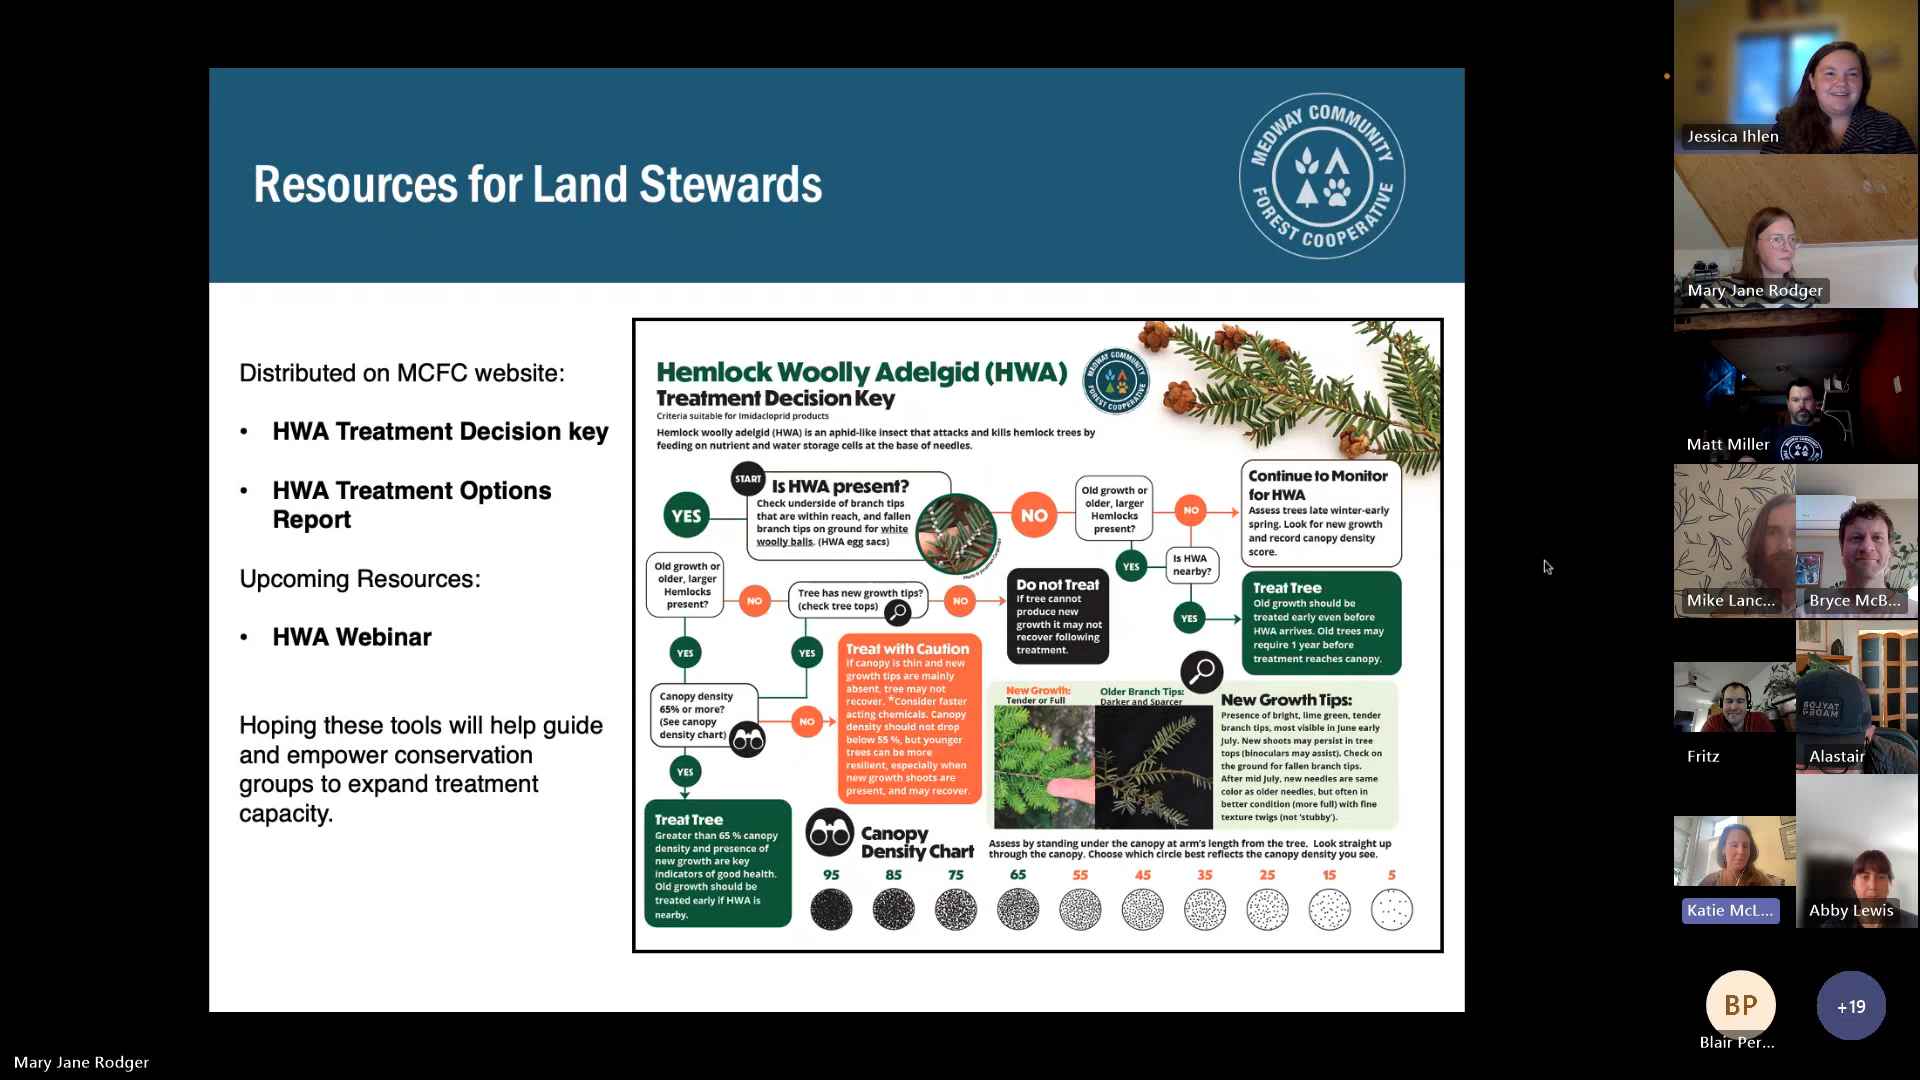 Resources for Land Stewards
MEDWAY COMMUNITY
FOREST COOPERATIVE
Distributed on MCFC website:
• HWA Treatment Decision key
• HWA Treatment Options
Report
Upcoming Resources:
• HWA Webinar
Hoping these tools will help guide
and empower conservation
groups to expand treatment
capacity.
Hemlock Woolly Adelgid (HWA)
Treatment Decision Key
Criteria suitable for Imidacloprid products
Hemlock woolly adelgid (HWA) is an aphid-like insect that attacks and kills hemlock trees by
feeding on nutrient and water storage cells at the base of needles.
MEDWAY COMMUNITY
FOREST COOPERATIVE
START
Is HWA present?
Check underside of branch tips
that are within reach, and fallen
branch tips on ground for white
woolly balls. (HWA egg sacs)
YES
NO
Old growth or
older, larger
Hemlocks
present?
NO
Continue to Monitor
for HWA
Assess trees late winter-early
spring. Look for new growth
and record canopy density
score.
YES
Is HWA
nearby?
YES
Treat Tree
Old growth should be
treated early even before
HWA arrives. Old trees may
require 1 year before
treatment reaches canopy.
Old growth or
older, larger
Hemlocks
present?
NO
Tree has new growth tips?
(check tree tops)
NO
Do not Treat
If tree cannot
produce new
growth it may not
recover following
treatment.
YES
YES
Canopy density
65% or more?
(See canopy
density chart)
NO
Treat with Caution
If canopy is thin and new
growth tips are mainly
absent, tree may not
recover. *Consider faster
acting chemicals. Canopy
density should not drop
below 55 %, but younger
trees can be more
resilient, especially when
new growth shoots are
present, and may recover.
YES
Treat Tree
Greater than 65 % canopy
density and presence of
new growth are key
indicators of good health.
Old growth should be
treated early if HWA is
nearby.
New Growth:
Tender or Full
Older Branch Tips:
Darker and Sparcer
New Growth Tips:
Presence of bright, lime green, tender
branch tips, most visible in June early
July. New shoots may persist in tree
tops (binoculars may assist). Check on
the ground for fallen branch tips.
After mid July, new needles are same
color as older needles, but often in
better condition (more full) with fine
texture twigs (not ‘stubby’).
Canopy
Density Chart
Assess by standing under the canopy at arm's length from the tree. Look straight up
through the canopy. Choose which circle best reflects the canopy density you see.
95 85 75 65 55 45 35 25 15 5
Jessica Ihlen
Mary Jane Rodger
Matt Miller
Mike Lanc...
Bryce McB...
Fritz
TAYLOR
MADE
Alastair
Katie McL...
Abby Lewis
BP
Blair Per...
+19
Mary Jane Rodger